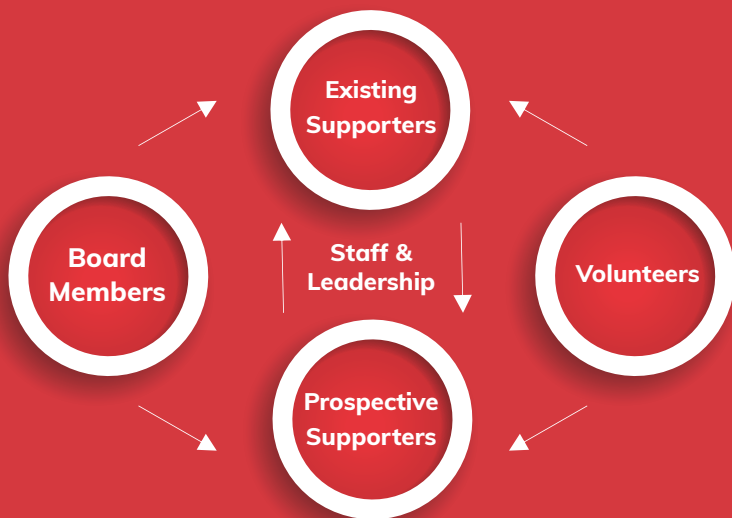 Existing
Supporters
Board
Members
Staff &
Leadership
Volunteers
Prospective
Supporters